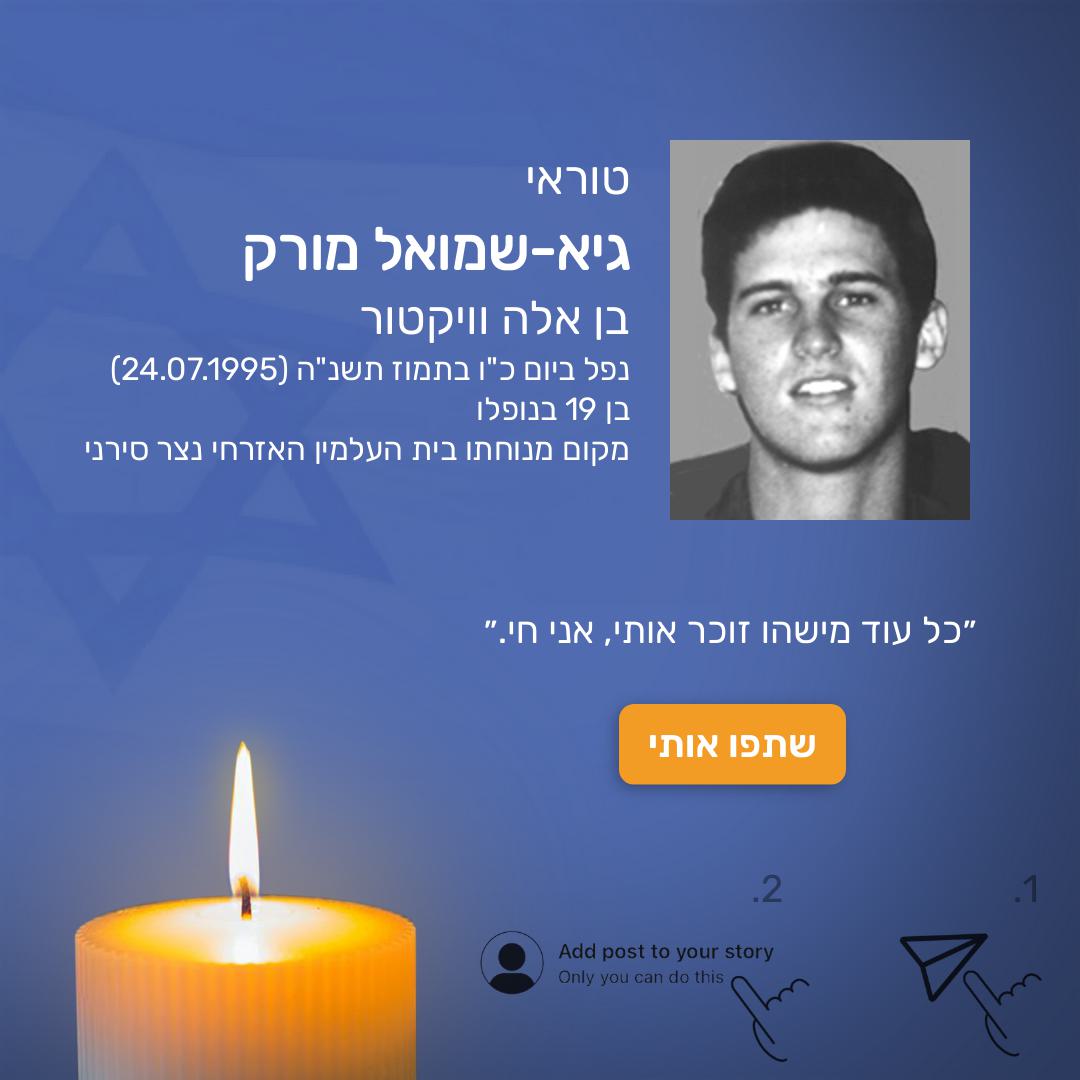 טוראי
גיא-שמואל מורק
בן אלה וויקטור
נפל ביום כ"ו בתמוז תשנ"ה (24.07.1995)
בן 19 בנופלו
מקום מנוחתו בית העלמין האזרחי נצר סירני
״כל עוד מישהו זוכר אותי, אני חי.״
שתפו אותי
1.
2.
Add post to your story
Only you can do this